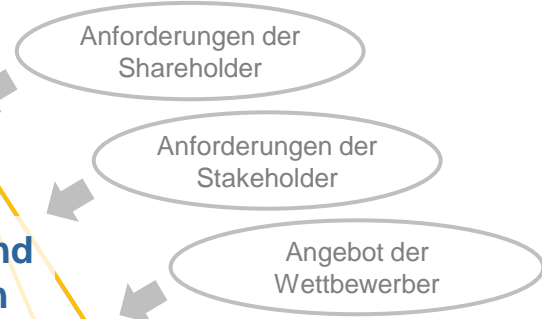 Anforderungen der
Shareholder
Anforderungen der
Stakeholder
Angebot der
Wettbewerber